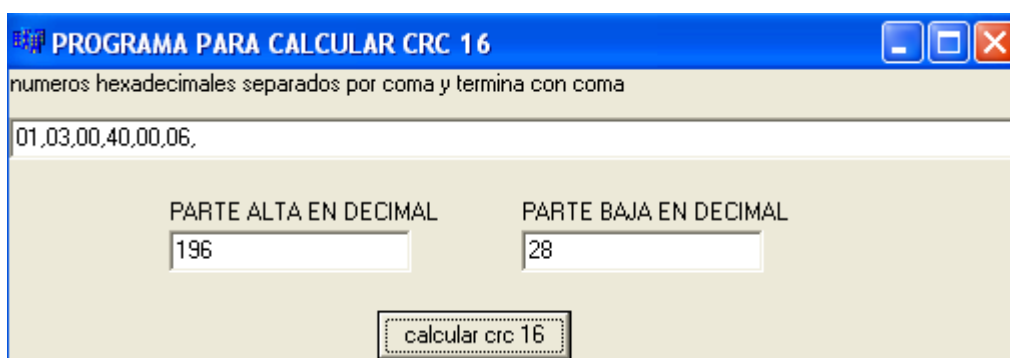 PROGRAMA PARA CALCULAR CRC 16
numeros hexadecimales separados por coma y termina con coma
01,03,00,40,00,06,
PARTE ALTA EN DECIMAL PARTE BAJA EN DECIMAL
196 28
calcular crc 16